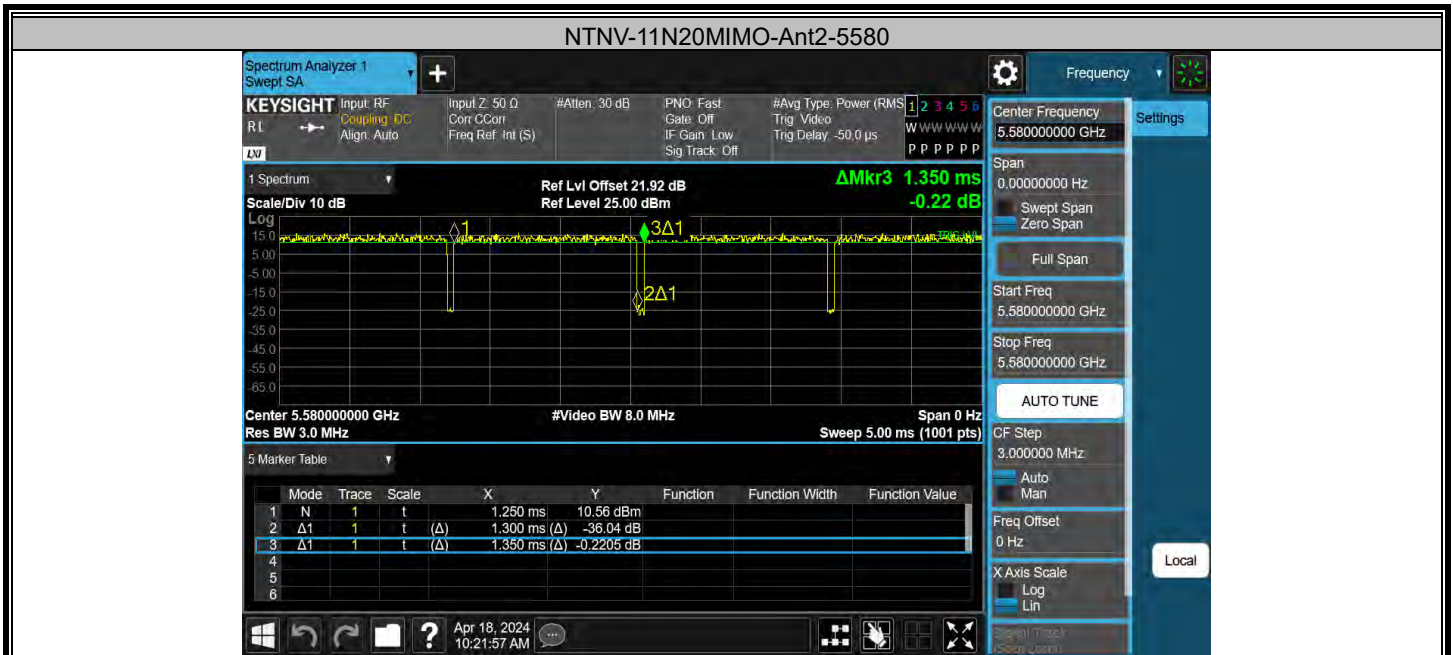 NTNV-11N20MIMO-Ant2-5580
Spectrum Analyzer 1
Swept SA
Frequency
KEYSIGHT
RL
LXI
Input: RF
Coupling: DC
Align: Auto
Input Z: 50 Ω
Corr CCorr
Freq Ref: Int (S)
#Atten: 30 dB
PNO: Fast
Gate: Off
IF Gain: Low
Sig Track: Off
#Avg Type: Power (RMS
Trig: Video
Trig Delay: -50.0 µs
1 2 3 4 5 6
W W W W W W
P P P P P P
1 Spectrum
Scale/Div 10 dB
Ref Lvl Offset 21.92 dB
Ref Level 25.00 dBm
ΔMkr3 1.350 ms
-0.22 dB
Log
15.0
5.00
-5.00
-15.0
-25.0
-35.0
-45.0
-55.0
-65.0
1
3Δ1
2Δ1
TRIG LVL
Center 5.580000000 GHz
Res BW 3.0 MHz
#Video BW 8.0 MHz
Span 0 Hz
Sweep 5.00 ms (1001 pts)
5 Marker Table
Mode Trace Scale X Y Function Function Width Function Value
1 N 1 t 1.250 ms 10.56 dBm
2 Δ1 1 t (Δ) 1.300 ms (Δ) -36.04 dB
3 Δ1 1 t (Δ) 1.350 ms (Δ) -0.2205 dB
4
5
6
Apr 18, 2024
10:21:57 AM
Center Frequency
5.580000000 GHz
Settings
Span
0.00000000 Hz
Swept Span
Zero Span
Full Span
Start Freq
5.580000000 GHz
Stop Freq
5.580000000 GHz
AUTO TUNE
CF Step
3.000000 MHz
Auto
Man
Freq Offset
0 Hz
X Axis Scale
Log
Lin
Signal Track
(Span Zoom)
Local